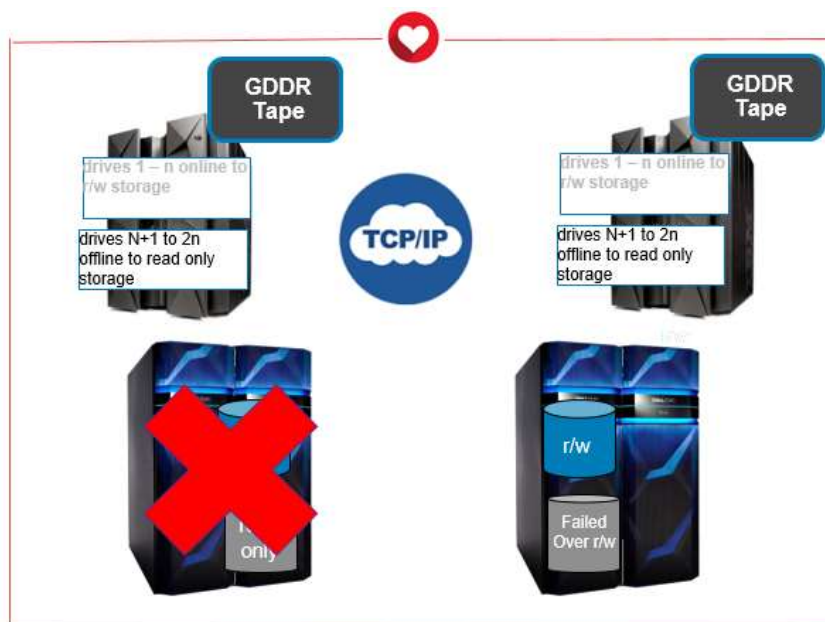 GDDR
Tape
GDDR
Tape
drives 1 – n online to
r/w storage
drives 1 – n online to
r/w storage
drives N+1 to 2n
offline to read only
storage
drives N+1 to 2n
offline to read only
storage
TCP/IP
r/w
only
Failed
Over r/w